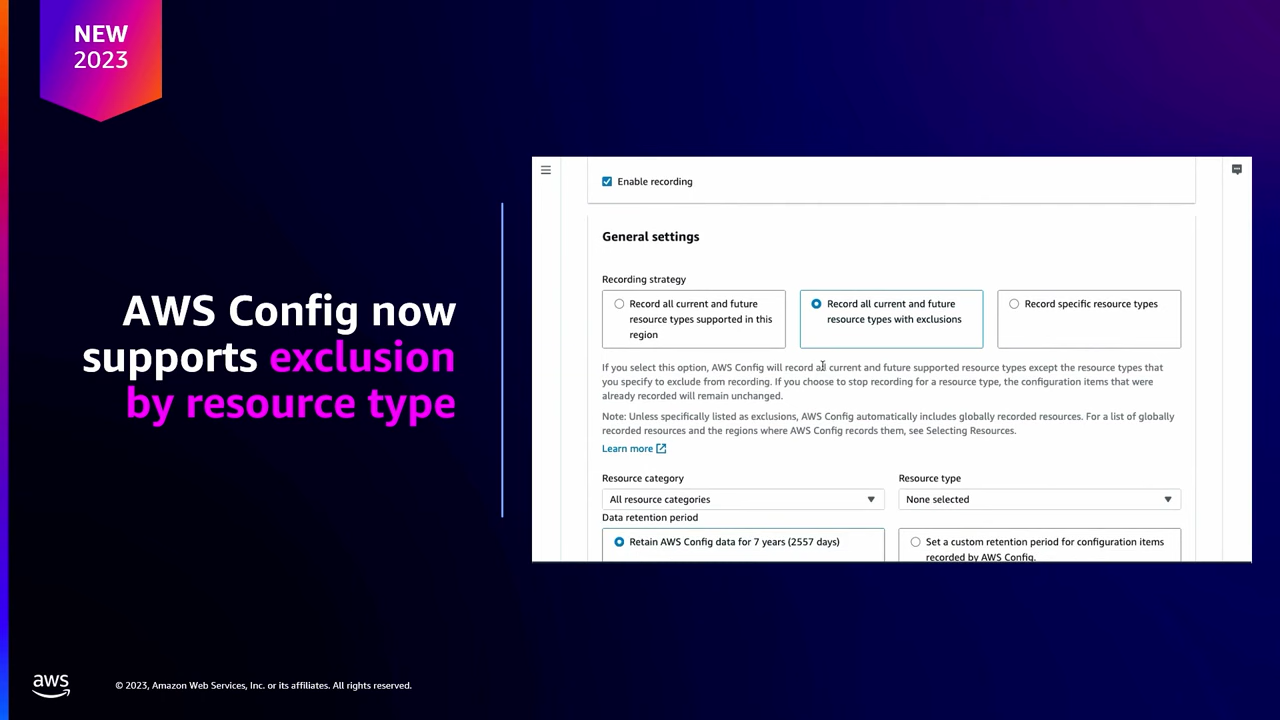 NEW
2023
AWS Config now
supports exclusion
by resource type
Enable recording
General settings
Recording strategy
Record all current and future
resource types supported in this
region
Record all current and future
resource types with exclusions
Record specific resource types
If you select this option, AWS Config will record all current and future supported resource types except the resource types that
you specify to exclude from recording. If you choose to stop recording for a resource type, the configuration items that were
already recorded will remain unchanged.
Note: Unless specifically listed as exclusions, AWS Config automatically includes globally recorded resources. For a list of globally
recorded resources and the regions where AWS Config records them, see Selecting Resources.
Learn more
Resource category
Resource type
All resource categories
None selected
Data retention period
Retain AWS Config data for 7 years (2557 days)
Set a custom retention period for configuration items
recorded by AWS Config.
aws
© 2023, Amazon Web Services, Inc. or its affiliates. All rights reserved.